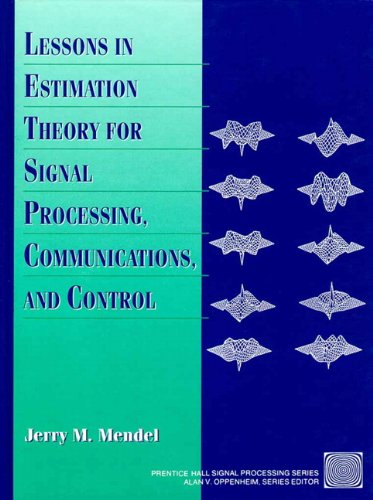 LESSONS IN
ESTIMATION
THEORY FOR
SIGNAL
PROCESSING,
COMMUNICATIONS,
AND CONTROL
Jerry M. Mendel
PRENTICE HALL SIGNAL PROCESSING SERIES
ALAN V. OPPENHEIM, SERIES EDITOR